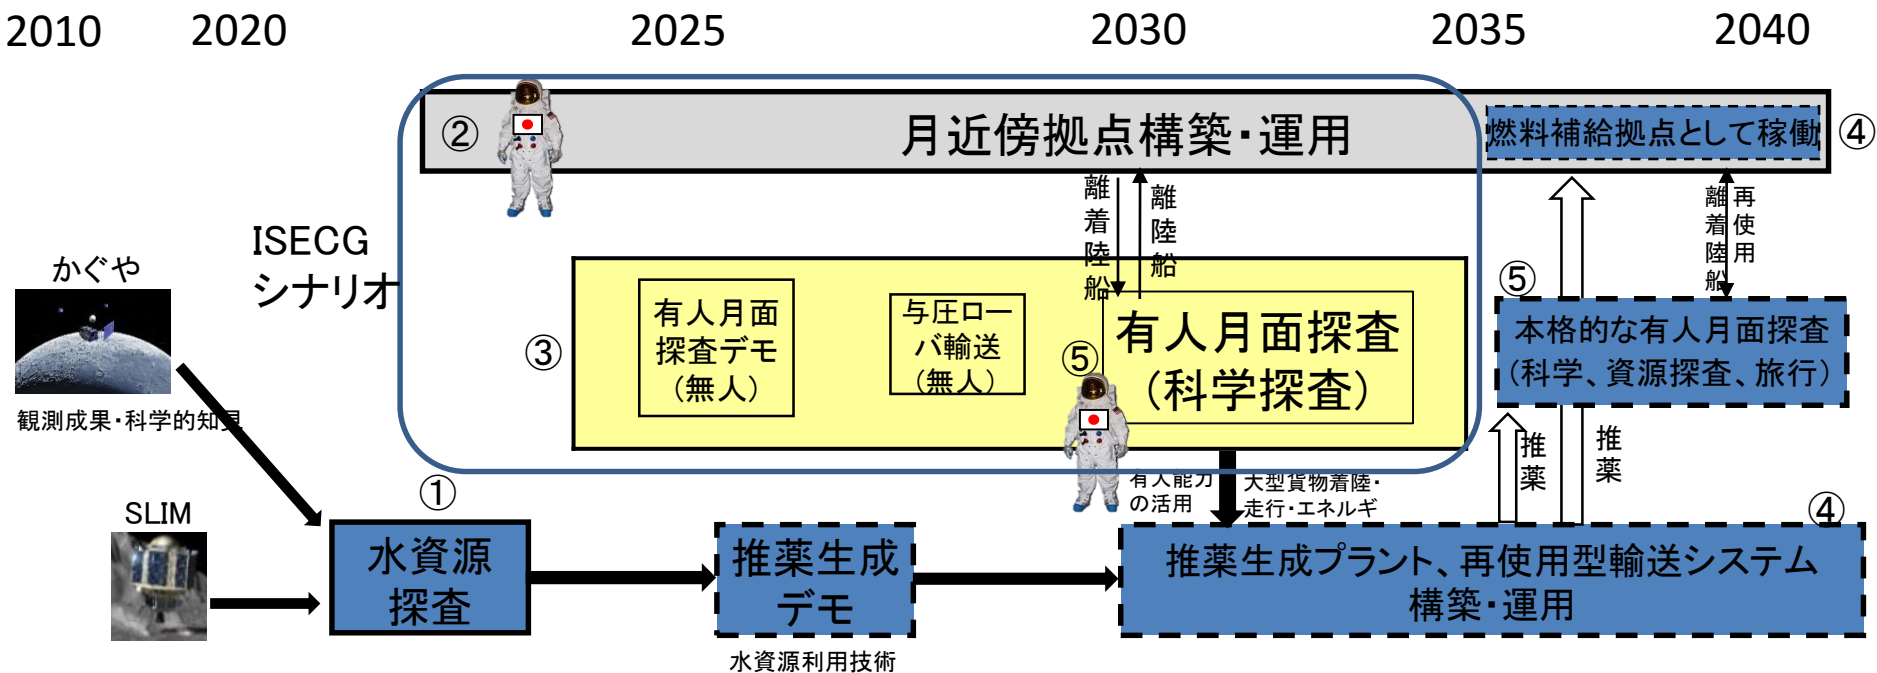 2010 2020 2025 2030 2035 2040
② 月近傍拠点構築・運用 燃料補給拠点として稼働 ④
離着陸船
離陸船
再使用
離着陸船
ISECG
シナリオ
かぐや
観測成果・科学的知見
③
有人月面
探査デモ
(無人)
与圧ロー
バ輸送
(無人)
⑤
有人月面探査
(科学探査)
⑤
本格的な有人月面探査
(科学、資源探査、旅行)
推薬
推薬
有人能力
の活用
大型貨物着陸・
走行・エネルギ
①
SLIM
水資源
探査
推薬生成
デモ
水資源利用技術
④
推薬生成プラント、再使用型輸送システム
構築・運用